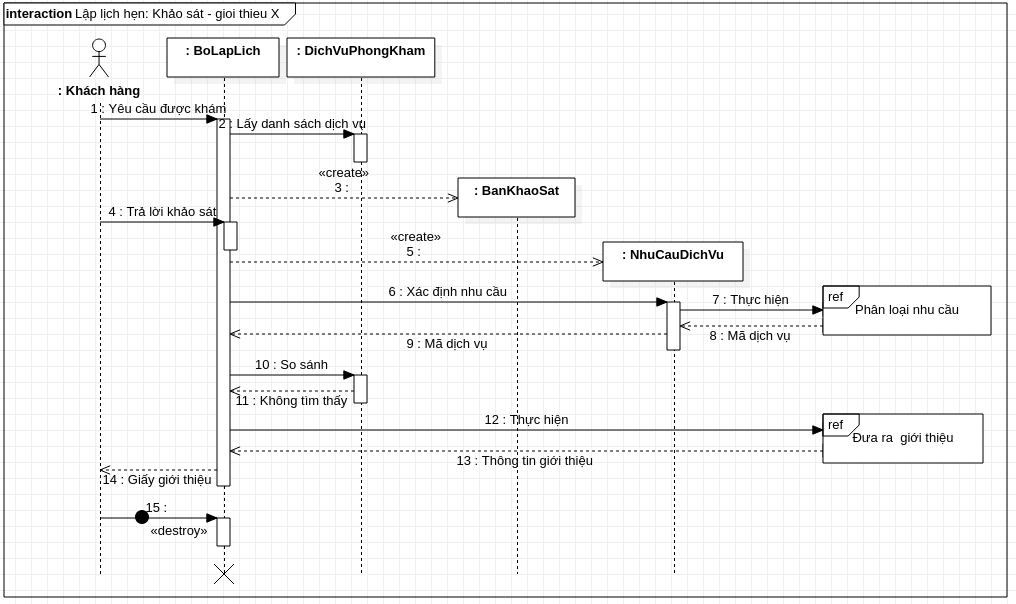 interaction Lập lịch hẹn: Khảo sát - gioi thieu X
: BoLapLich
: DichVuPhongKham
: Khách hàng
1 : Yêu cầu được khám
2 : Lấy danh sách dịch vụ
«create»
3 :
: BanKhaoSat
4 : Trả lời khảo sát
«create»
5 :
: NhuCauDichVu
6 : Xác định nhu cầu
7 : Thực hiện
ref
Phân loại nhu cầu
8 : Mã dịch vụ
9 : Mã dịch vụ
10 : So sánh
11 : Không tìm thấy
12 : Thực hiện
ref
Đưa ra  giới thiệu
13 : Thông tin giới thiệu
14 : Giấy giới thiệu
15 :
«destroy»